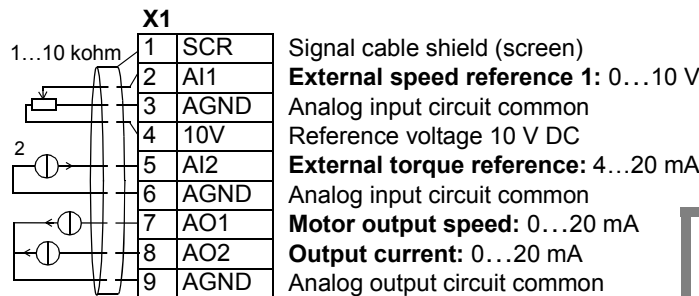 X1
1…10 kohm
1 SCR Signal cable shield (screen)
2 AI1 External speed reference 1: 0…10 V
3 AGND Analog input circuit common
4 10V Reference voltage 10 V DC
2
5 AI2 External torque reference: 4…20 mA
6 AGND Analog input circuit common
7 AO1 Motor output speed: 0…20 mA
8 AO2 Output current: 0…20 mA
9 AGND Analog output circuit common